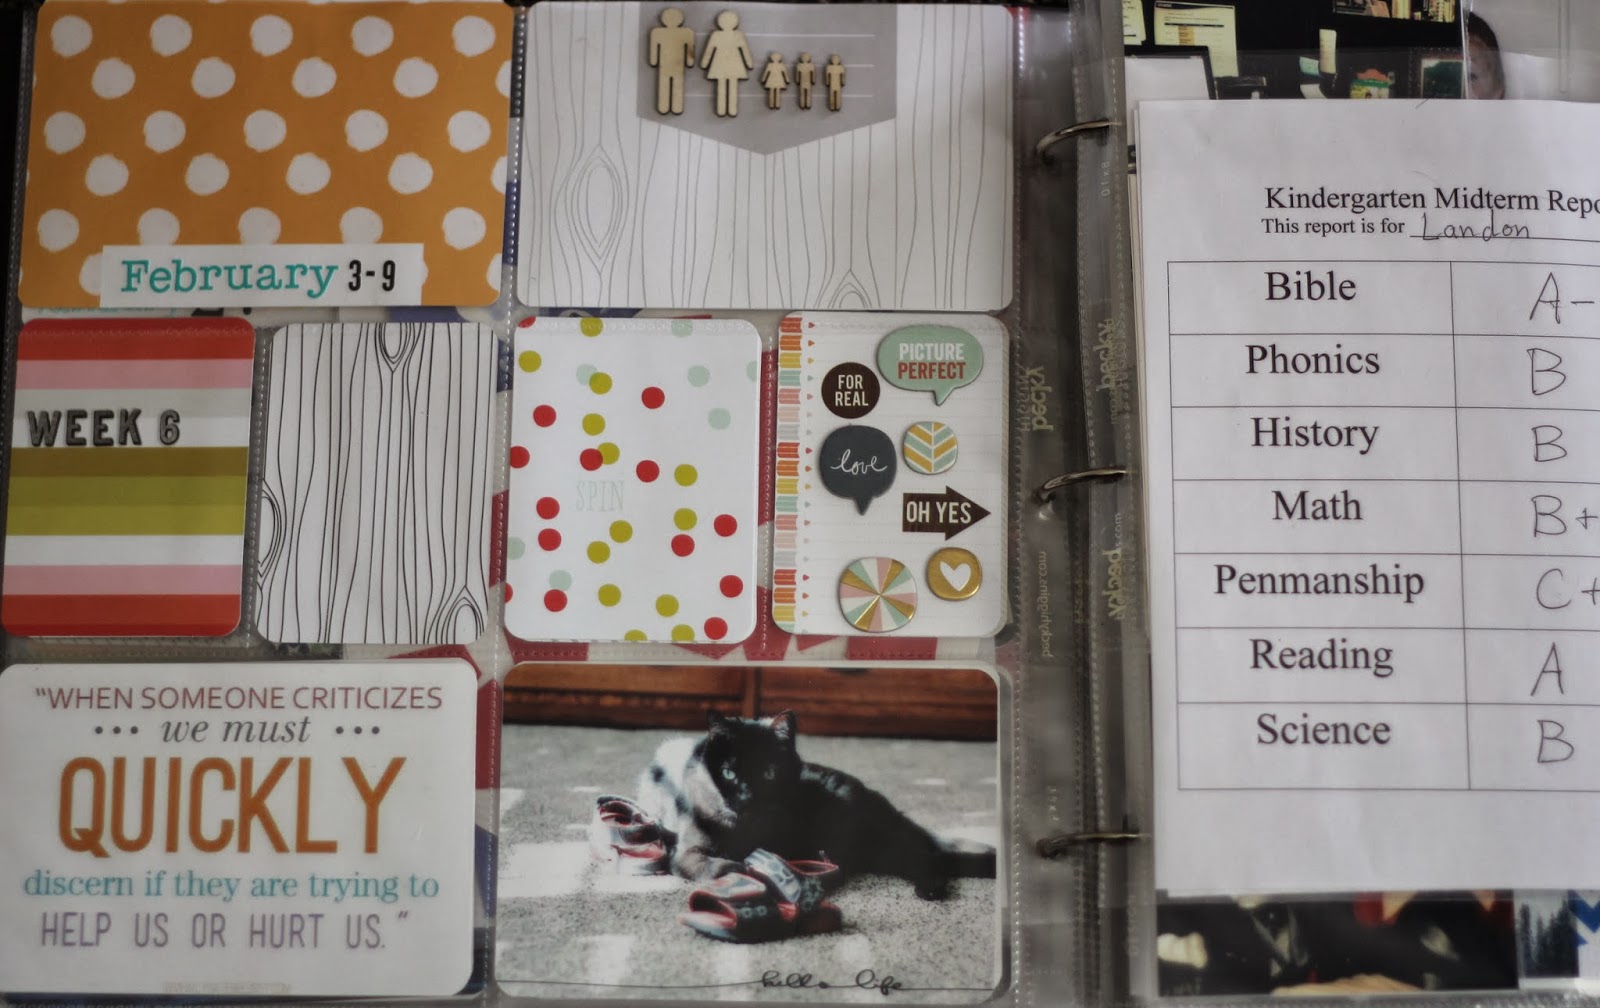 February 3-9
WEEK 6
SPIN
PICTURE
PERFECT
FOR
REAL
love
OH YES
"WHEN SOMEONE CRITICIZES
••• we must •••
QUICKLY
discern if they are trying to
HELP US OR HURT US."
hello life
Kindergarten Midterm Repo
This report is for Landon
Bible A-
Phonics B
History B
Math B+
Penmanship C+
Reading A
Science B